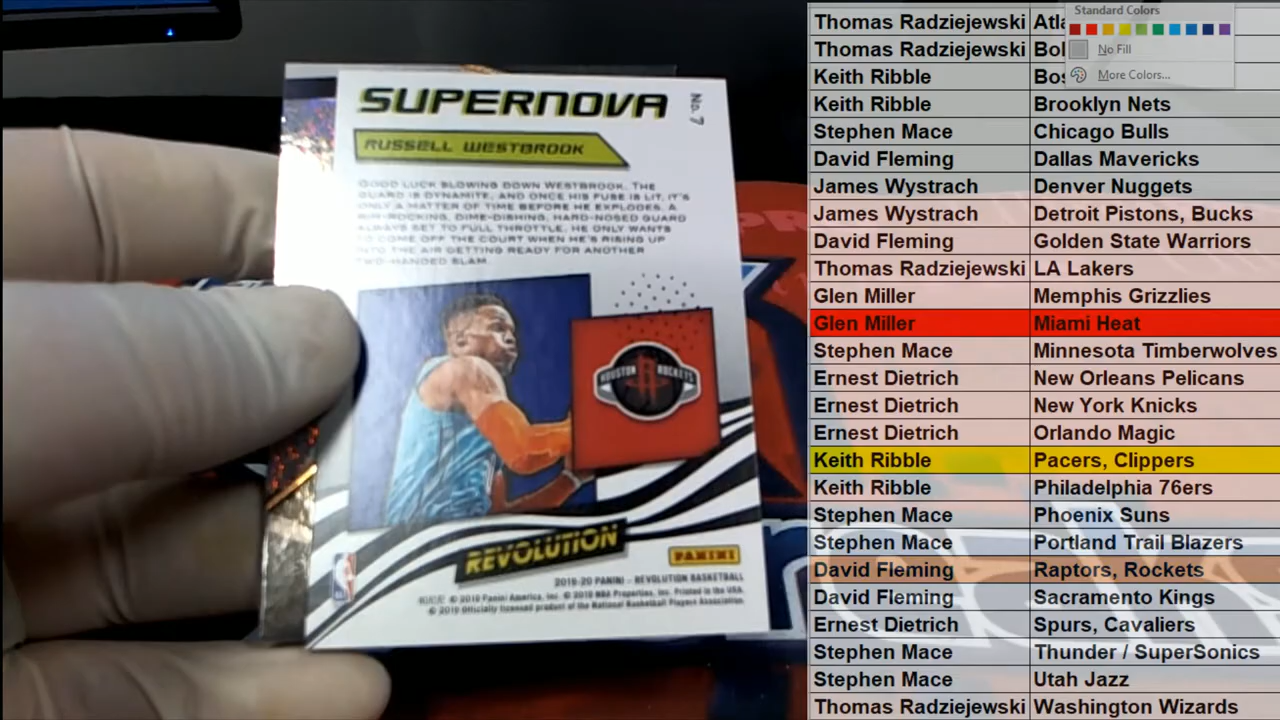 SUPERNOVA
No. 7
RUSSELL WESTBROOK
GOOD LUCK BLOWING DOWN WESTBROOK. THE
GUARD IS DYNAMITE, AND ONCE HIS FUSE IS LIT, IT'S
ONLY A MATTER OF TIME BEFORE HE EXPLODES. A
RIM-ROCKING, DIME-DISHING, HARD-NOSED GUARD
ALWAYS SET TO FULL THROTTLE, HE ONLY WANTS
TO COME OFF THE COURT WHEN HE'S RISING UP
INTO THE AIR GETTING READY FOR ANOTHER
TWO-HANDED SLAM.
HOUSTON ROCKETS
REVOLUTION
PANINI
2019-20 PANINI – REVOLUTION BASKETBALL
© 2019 Panini America, Inc. © 2019 NBA Properties, Inc. Printed in the USA.
© 2019 Officially licensed product of the National Basketball Players Association.
Standard Colors
No Fill
More Colors...
Thomas Radziejewski Atla
Thomas Radziejewski
Keith Ribble Bos
Keith Ribble Brooklyn Nets
Stephen Mace Chicago Bulls
David Fleming Dallas Mavericks
James Wystrach Denver Nuggets
James Wystrach Detroit Pistons, Bucks
David Fleming Golden State Warriors
Thomas Radziejewski LA Lakers
Glen Miller Memphis Grizzlies
Glen Miller Miami Heat
Stephen Mace Minnesota Timberwolves
Ernest Dietrich New Orleans Pelicans
Ernest Dietrich New York Knicks
Ernest Dietrich Orlando Magic
Keith Ribble Pacers, Clippers
Keith Ribble Philadelphia 76ers
Stephen Mace Phoenix Suns
Stephen Mace Portland Trail Blazers
David Fleming Raptors, Rockets
David Fleming Sacramento Kings
Ernest Dietrich Spurs, Cavaliers
Stephen Mace Thunder / SuperSonics
Stephen Mace Utah Jazz
Thomas Radziejewski Washington Wizards